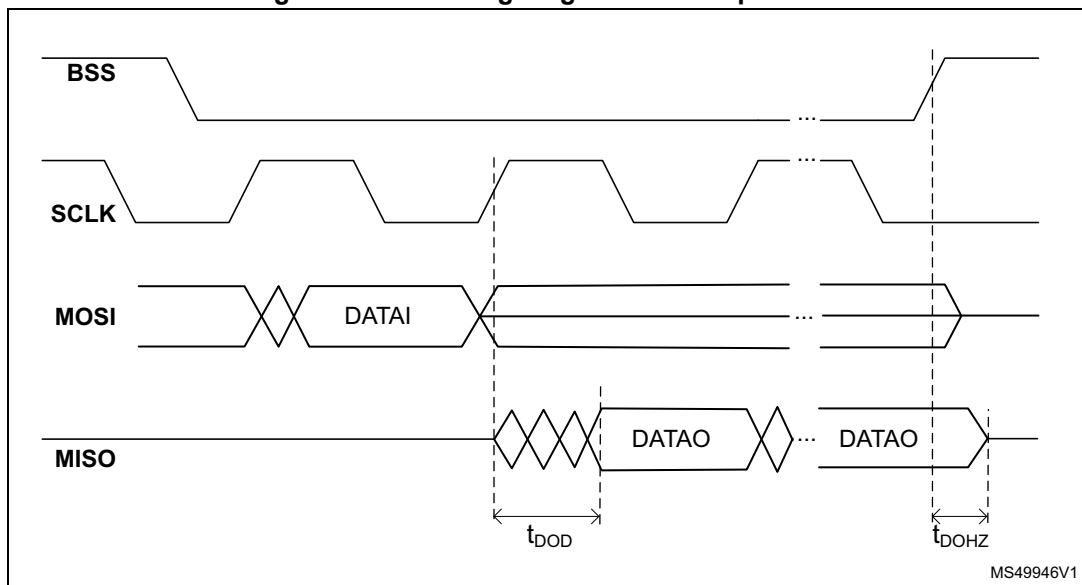 BSS
...
SCLK
...
MOSI
DATAI
...
MISO
DATAO ... DATAO
tDOD
tDOHZ
MS49946V1